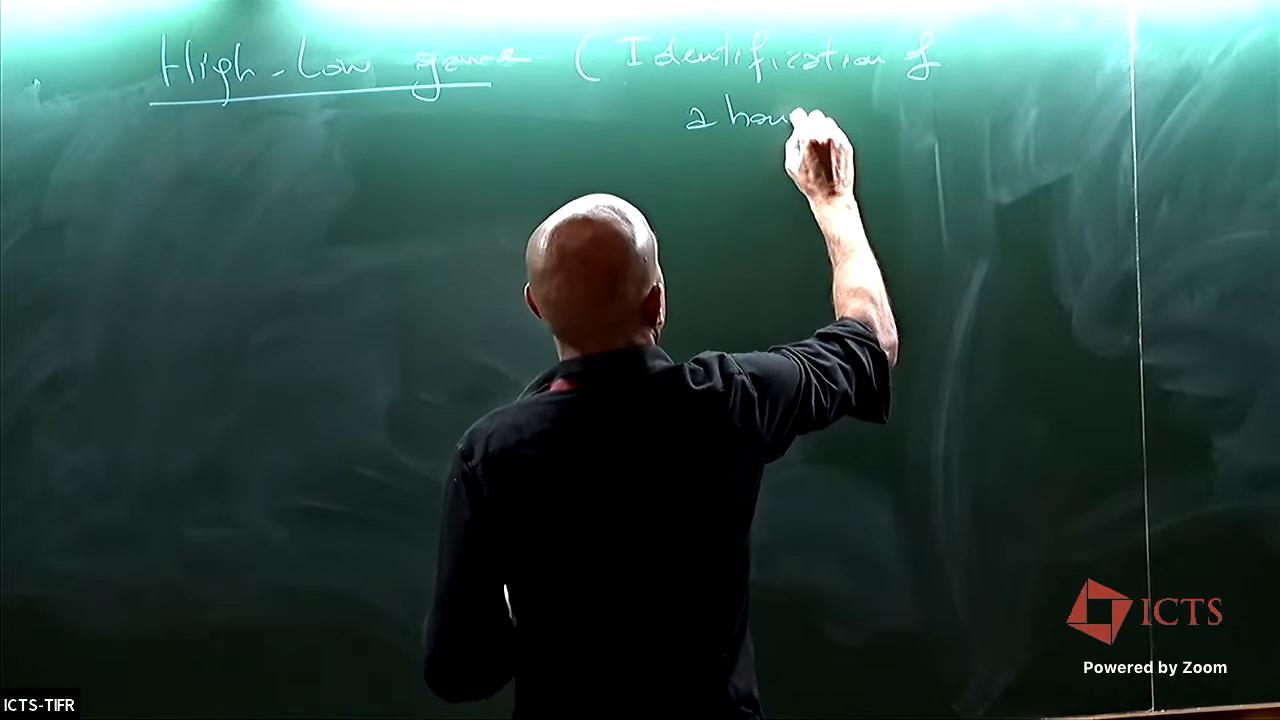 High-Low game ( Identification of
a hou
ICTS
Powered by Zoom
ICTS-TIFR